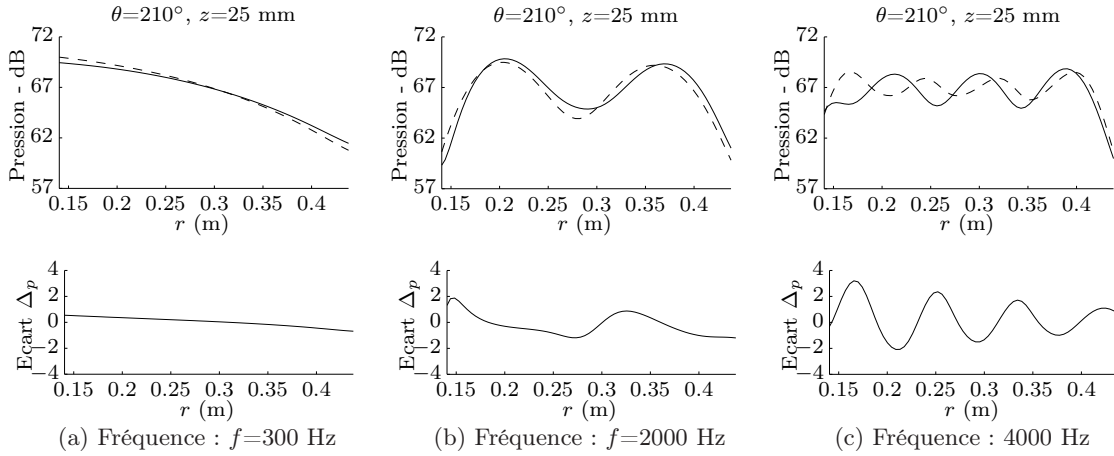 θ=210°, z=25 mm
72
67
62
57
Pression - dB
0.15 0.2 0.25 0.3 0.35 0.4
r (m)
4
2
0
−2
−4
Ecart Δp
0.15 0.2 0.25 0.3 0.35 0.4
r (m)
(a) Fréquence : f=300 Hz
θ=210°, z=25 mm
72
67
62
57
Pression - dB
0.15 0.2 0.25 0.3 0.35 0.4
r (m)
4
2
0
−2
−4
Ecart Δp
0.15 0.2 0.25 0.3 0.35 0.4
r (m)
(b) Fréquence : f=2000 Hz
θ=210°, z=25 mm
72
67
62
57
Pression - dB
0.15 0.2 0.25 0.3 0.35 0.4
r (m)
4
2
0
−2
−4
Ecart Δp
0.15 0.2 0.25 0.3 0.35 0.4
r (m)
(c) Fréquence : 4000 Hz